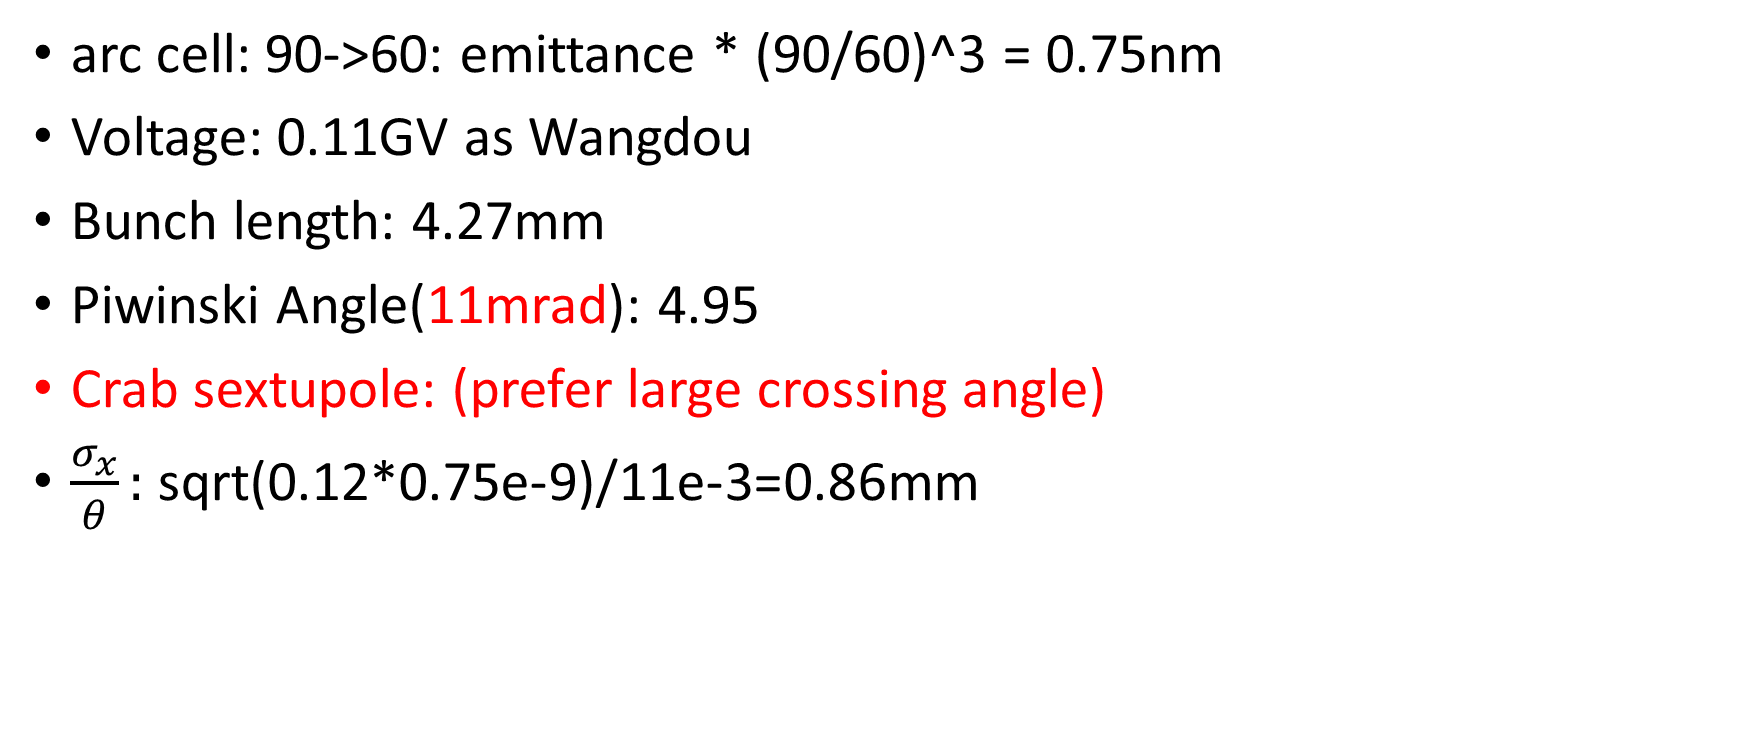 • arc cell: 90->60: emittance * (90/60)^3 = 0.75nm
• Voltage: 0.11GV as Wangdou
• Bunch length: 4.27mm
• Piwinski Angle(11mrad): 4.95
• Crab sextupole: (prefer large crossing angle)
• σₓ/θ: sqrt(0.12*0.75e-9)/11e-3=0.86mm